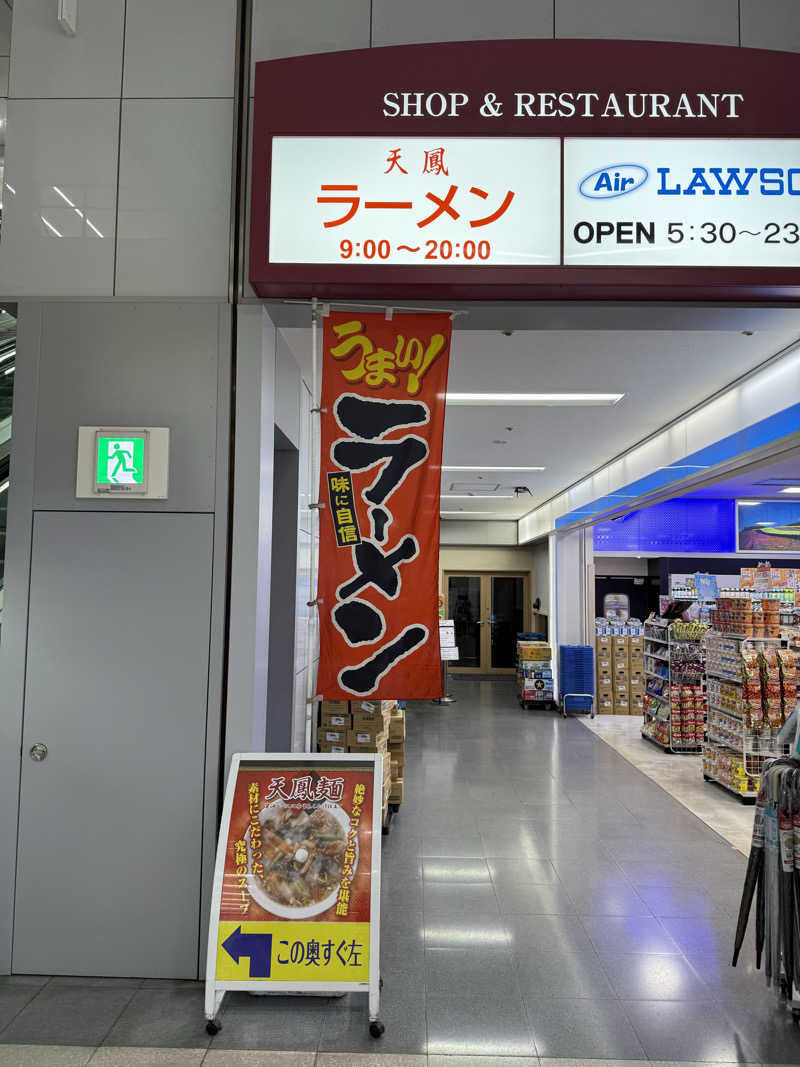 SHOP & RESTAURANT
天鳳
ラーメン
9:00～20:00
Air LAWSO
OPEN 5:30～23
うまい!
ラーメン
味に自信
天鳳麺
絶妙なコクと旨みを堪能
素材にこだわった、
究極のスープ
この奥すぐ左